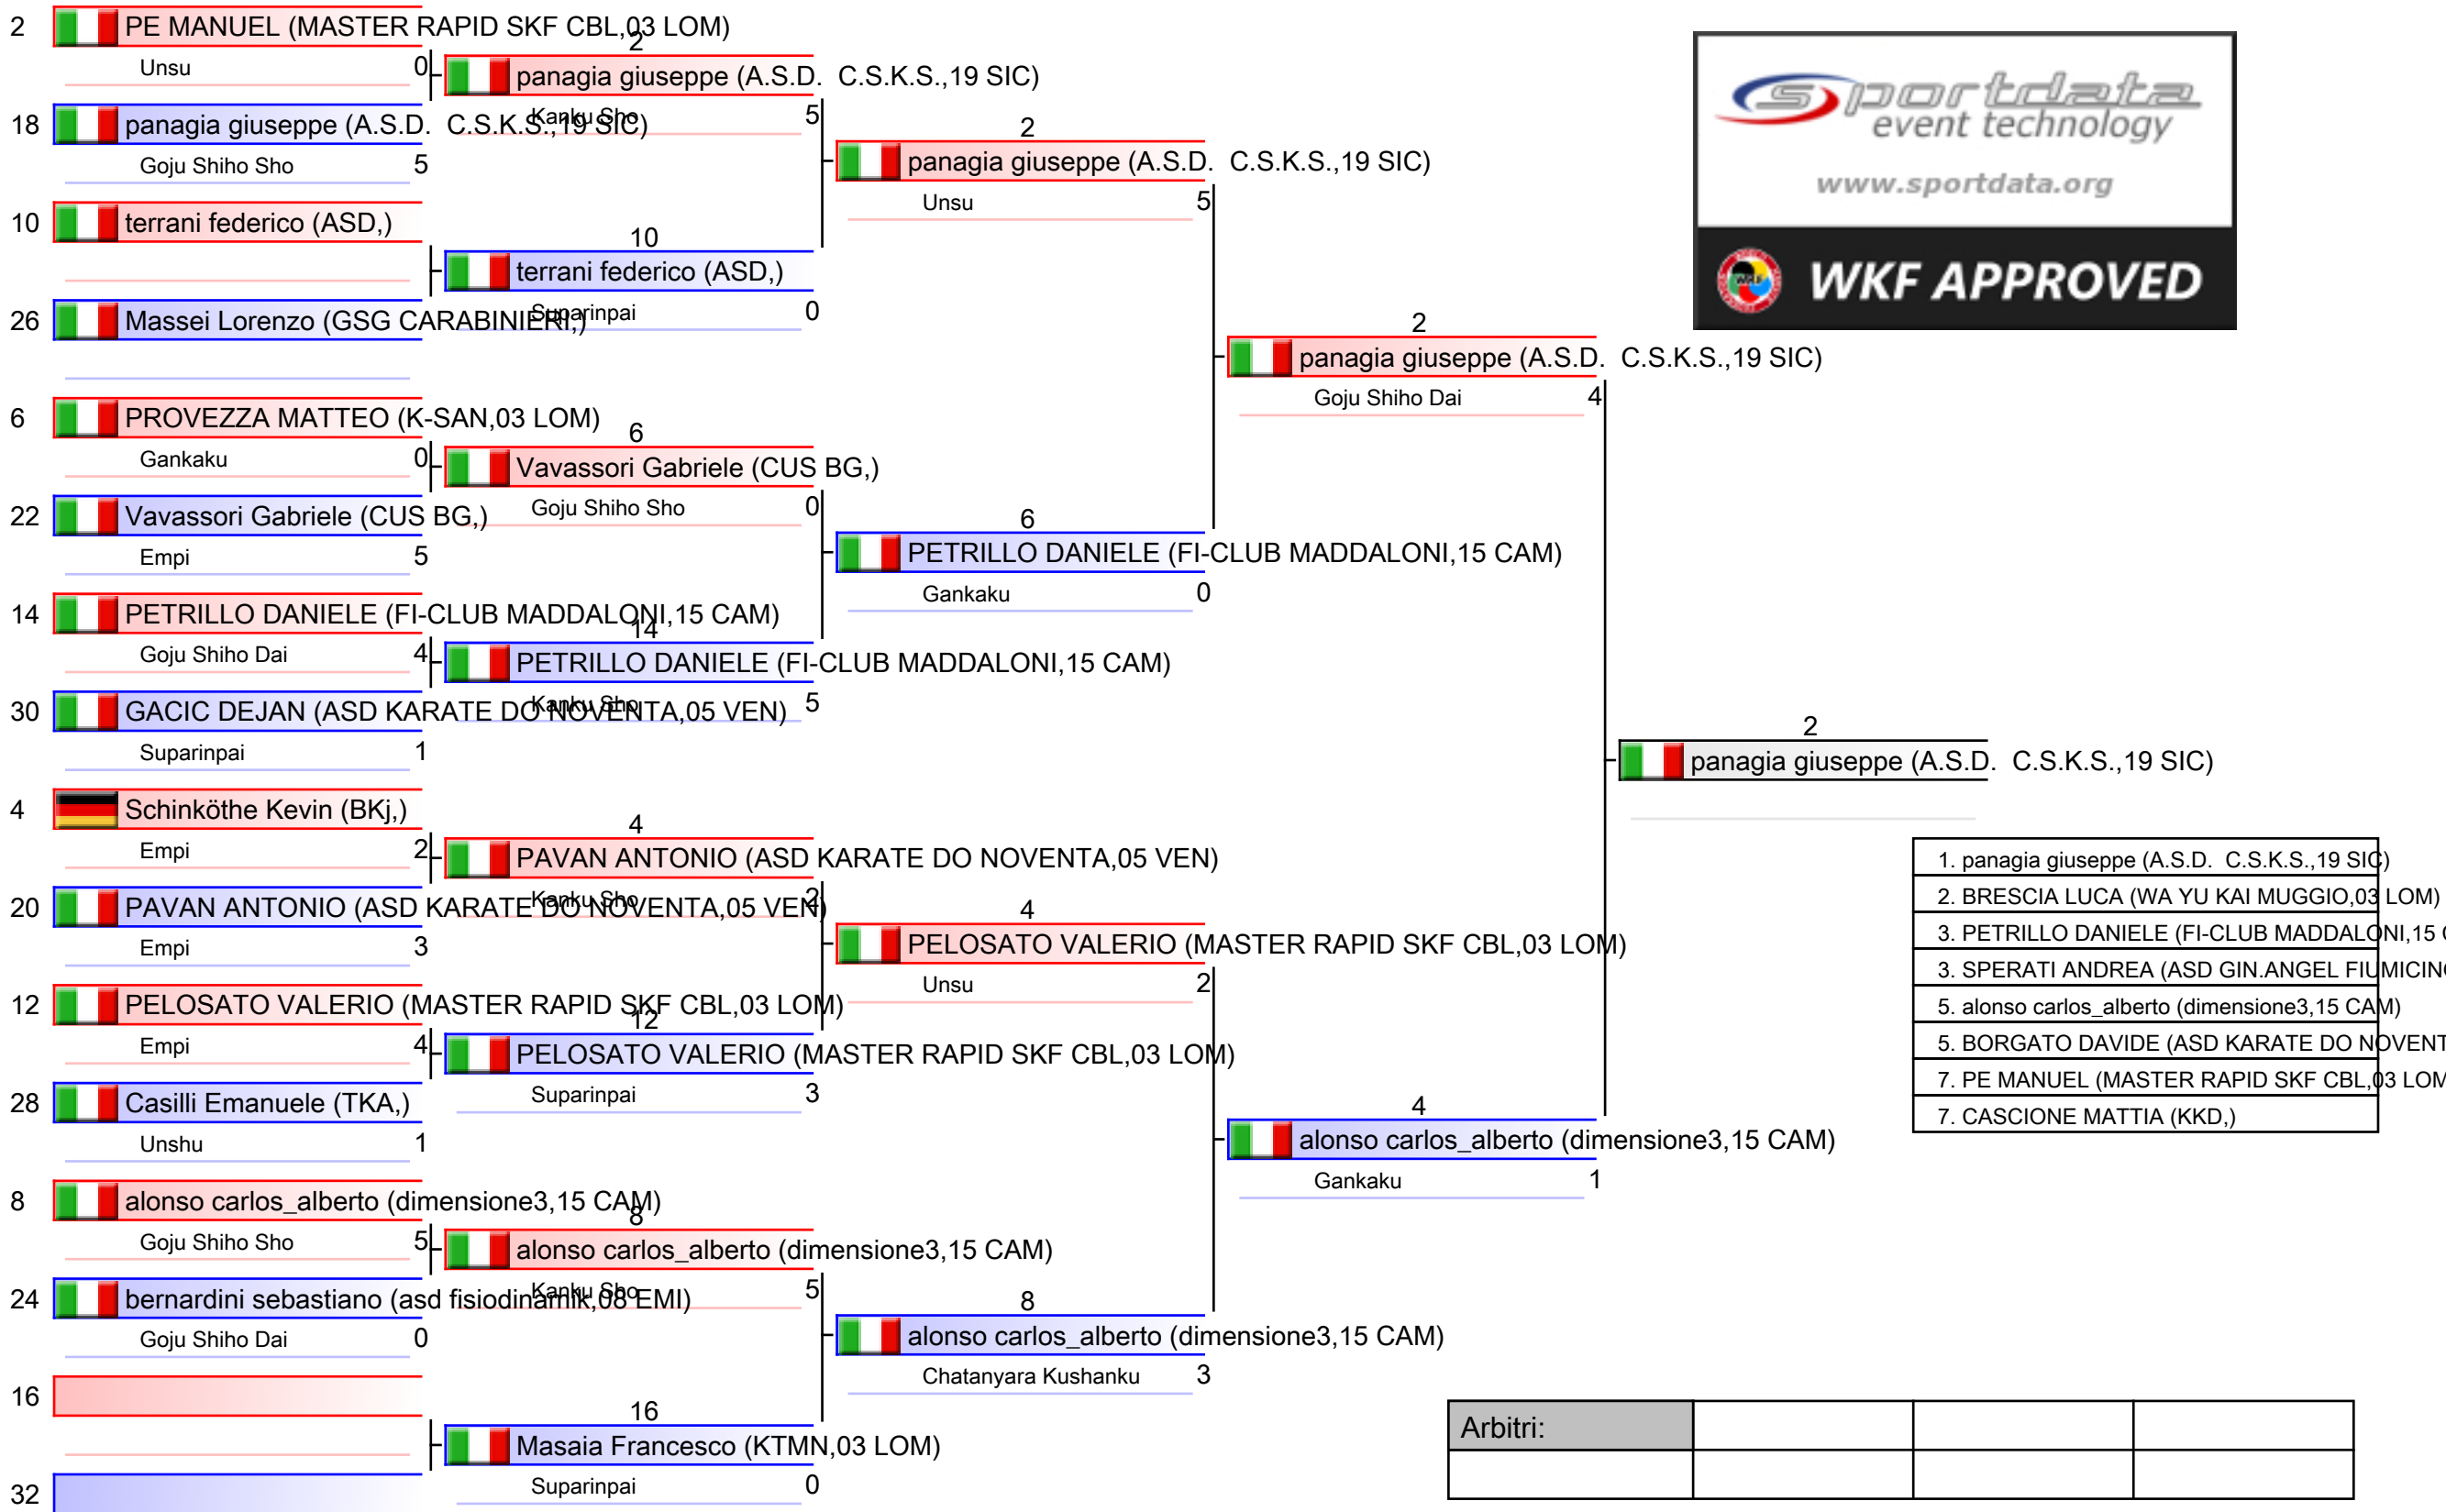 2 PE MANUEL (MASTER RAPID SKF CBL,03 LOM)
Unsu 0
18 panagia giuseppe (A.S.D.  C.S.K.S.,19 SIC)
Goju Shiho Sho 5
10 terrani federico (ASD,)
26 Massei Lorenzo (GSG CARABINIERI,)
6 PROVEZZA MATTEO (K-SAN,03 LOM)
Gankaku 0
22 Vavassori Gabriele (CUS BG,)
Empi 5
14 PETRILLO DANIELE (FI-CLUB MADDALONI,15 CAM)
Goju Shiho Dai 4
30 GACIC DEJAN (ASD KARATE DO NOVENTA,05 VEN)
Suparinpai 1
4 Schinköthe Kevin (BKj,)
Empi 2
20 PAVAN ANTONIO (ASD KARATE DO NOVENTA,05 VEN)
Empi 3
12 PELOSATO VALERIO (MASTER RAPID SKF CBL,03 LOM)
Empi 4
28 Casilli Emanuele (TKA,)
Unshu 1
8 alonso carlos_alberto (dimensione3,15 CAM)
Goju Shiho Sho 5
24 bernardini sebastiano (asd fisiodinamik,08 EMI)
Goju Shiho Dai 0
16
32
2
panagia giuseppe (A.S.D.  C.S.K.S.,19 SIC)
Kanku Sho 5
10
terrani federico (ASD,)
Suparinpai 0
6
Vavassori Gabriele (CUS BG,)
Goju Shiho Sho 0
14
PETRILLO DANIELE (FI-CLUB MADDALONI,15 CAM)
Kanku Sho 5
4
PAVAN ANTONIO (ASD KARATE DO NOVENTA,05 VEN)
Kanku Sho 2
12
PELOSATO VALERIO (MASTER RAPID SKF CBL,03 LOM)
Suparinpai 3
8
alonso carlos_alberto (dimensione3,15 CAM)
Kanku Sho 5
16
Masaia Francesco (KTMN,03 LOM)
Suparinpai 0
2
panagia giuseppe (A.S.D.  C.S.K.S.,19 SIC)
Unsu 5
6
PETRILLO DANIELE (FI-CLUB MADDALONI,15 CAM)
Gankaku 0
4
PELOSATO VALERIO (MASTER RAPID SKF CBL,03 LOM)
Unsu 2
8
alonso carlos_alberto (dimensione3,15 CAM)
Chatanyara Kushanku 3
2
panagia giuseppe (A.S.D.  C.S.K.S.,19 SIC)
Goju Shiho Dai 4
4
alonso carlos_alberto (dimensione3,15 CAM)
Gankaku 1
2
panagia giuseppe (A.S.D.  C.S.K.S.,19 SIC)
sportdata
event technology
www.sportdata.org
WKF
WKF APPROVED
1. panagia giuseppe (A.S.D.  C.S.K.S.,19 SIC)
2. BRESCIA LUCA (WA YU KAI MUGGIO,03 LOM)
3. PETRILLO DANIELE (FI-CLUB MADDALONI,15
3. SPERATI ANDREA (ASD GIN.ANGEL FIUMICINO
5. alonso carlos_alberto (dimensione3,15 CAM)
5. BORGATO DAVIDE (ASD KARATE DO NOVENT
7. PE MANUEL (MASTER RAPID SKF CBL,03 LOM
7. CASCIONE MATTIA (KKD,)
Arbitri: